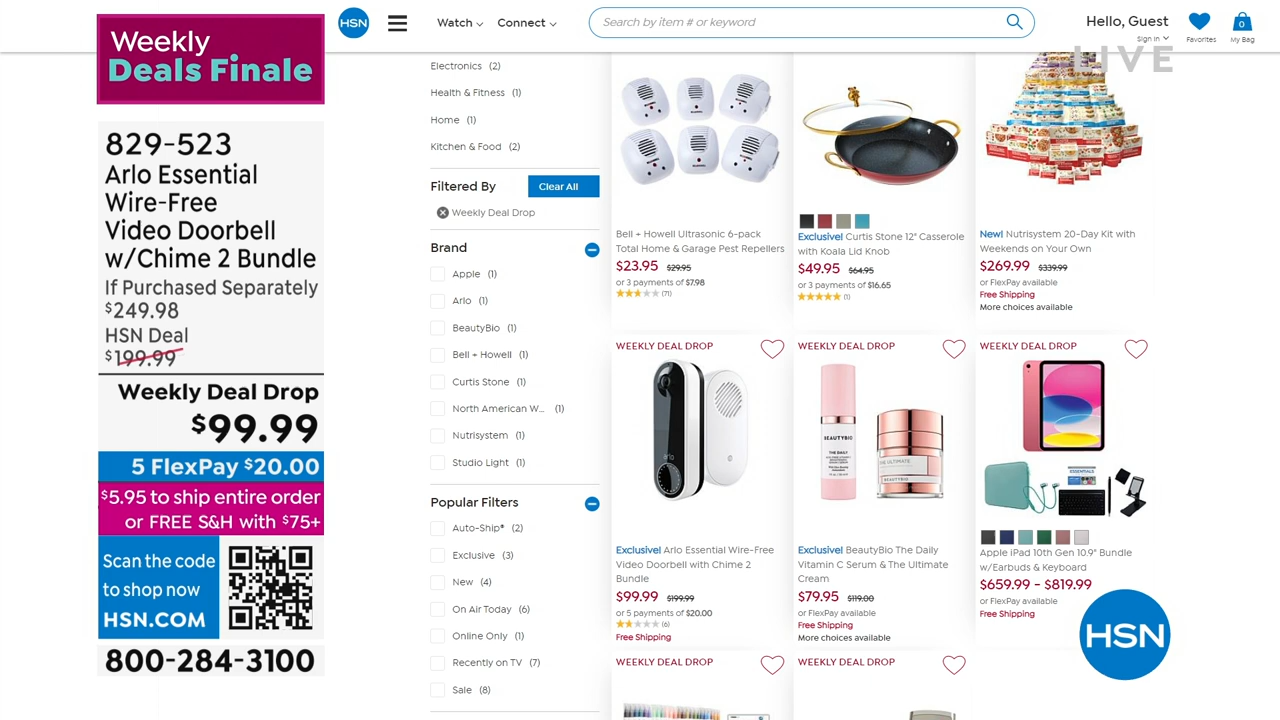 Weekly
Deals Finale
829-523
Arlo Essential
Wire-Free
Video Doorbell
w/Chime 2 Bundle
If Purchased Separately
$249.98
HSN Deal
$199.99
Weekly Deal Drop
$99.99
5 FlexPay $20.00
$5.95 to ship entire order
or FREE S&H with $75+
Scan the code
to shop now
HSN.COM
800-284-3100
HSN
Watch
Connect
Search by item # or keyword
Hello, Guest
Sign In
Favorites
0
My Bag
LIVE
Electronics (2)
Health & Fitness (1)
Home (1)
Kitchen & Food (2)
Filtered By
Clear All
Weekly Deal Drop
Brand
Apple (1)
Arlo (1)
BeautyBio (1)
Bell + Howell (1)
Curtis Stone (1)
North American W... (1)
Nutrisystem (1)
Studio Light (1)
Popular Filters
Auto-Ship® (2)
Exclusive (3)
New (4)
On Air Today (6)
Online Only (1)
Recently on TV (7)
Sale (8)
Bell + Howell Ultrasonic 6-pack
Total Home & Garage Pest Repellers
$23.95 $29.95
or 3 payments of $7.98
(71)
Exclusive! Curtis Stone 12" Casserole
with Koala Lid Knob
$49.95 $64.95
or 3 payments of $16.65
(1)
New! Nutrisystem 20-Day Kit with
Weekends on Your Own
$269.99 $339.99
or FlexPay available
Free Shipping
More choices available
WEEKLY DEAL DROP
arlo
Exclusive! Arlo Essential Wire-Free
Video Doorbell with Chime 2
Bundle
$99.99 $199.99
or 5 payments of $20.00
(6)
Free Shipping
WEEKLY DEAL DROP
BEAUTYBIO
THE DAILY
THE ULTIMATE
BEAUTYBIO
Exclusive! BeautyBio The Daily
Vitamin C Serum & The Ultimate
Cream
$79.95 $119.00
or FlexPay available
Free Shipping
More choices available
WEEKLY DEAL DROP
ESSENTIALS
Apple iPad 10th Gen 10.9" Bundle
w/Earbuds & Keyboard
$659.99 - $819.99
or FlexPay available
Free Shipping
WEEKLY DEAL DROP
WEEKLY DEAL DROP
HSN